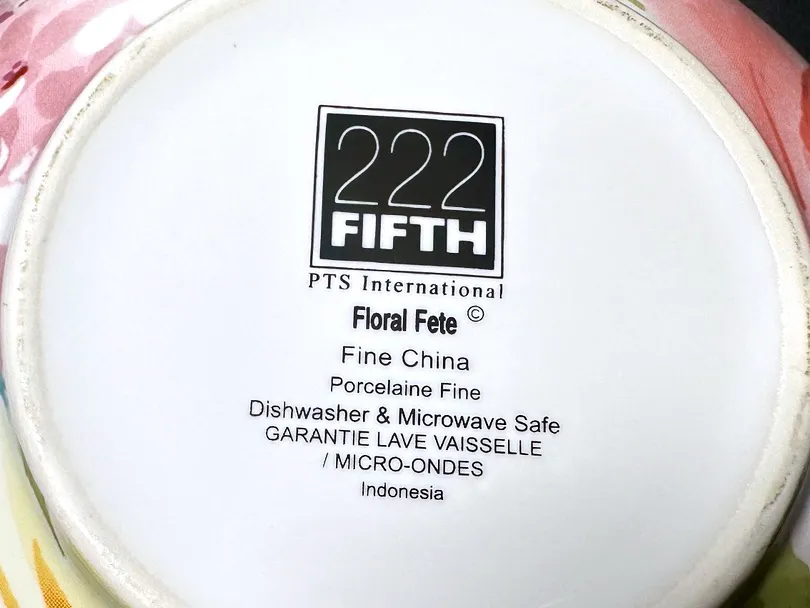 222
FIFTH
PTS International
Floral Fete ©
Fine China
Porcelaine Fine
Dishwasher & Microwave Safe
GARANTIE LAVE VAISSELLE
/ MICRO-ONDES
Indonesia